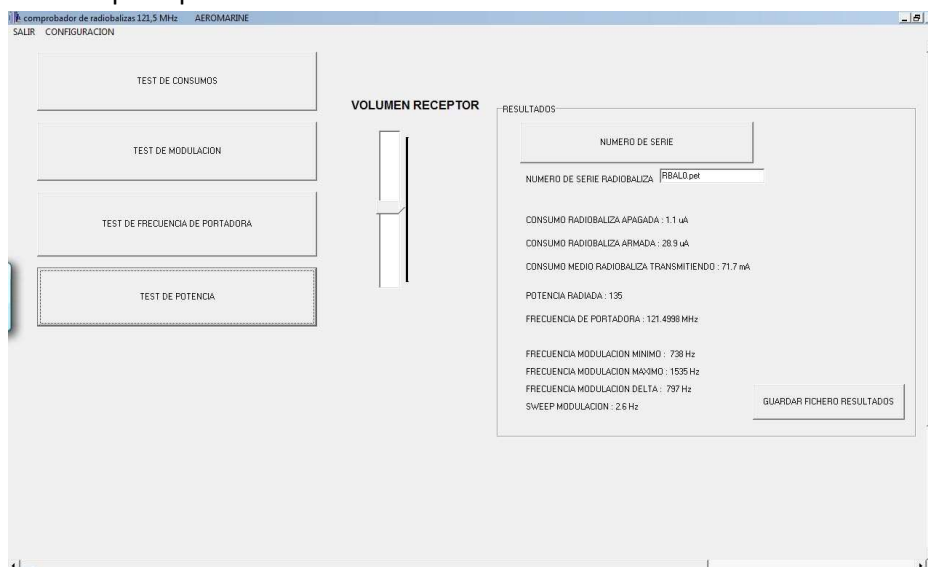 comprobador de radiobalizas 121,5 MHz AEROMARINE
SALIR CONFIGURACION
TEST DE CONSUMOS
TEST DE MODULACION
TEST DE FRECUENCIA DE PORTADORA
TEST DE POTENCIA
VOLUMEN RECEPTOR
RESULTADOS
NUMERO DE SERIE
NUMERO DE SERIE RADIOBALIZA RBAL0.pet
CONSUMO RADIOBALIZA APAGADA : 1.1 uA
CONSUMO RADIOBALIZA ARMADA : 28.9 uA
CONSUMO MEDIO RADIOBALIZA TRANSMITIENDO : 71.7 mA
POTENCIA RADIADA : 135
FRECUENCIA DE PORTADORA : 121.4998 MHz
FRECUENCIA MODULACION MINIMO : 738 Hz
FRECUENCIA MODULACION MAXIMO : 1535 Hz
FRECUENCIA MODULACION DELTA : 797 Hz
SWEEP MODULACION : 2.6 Hz
GUARDAR FICHERO RESULTADOS